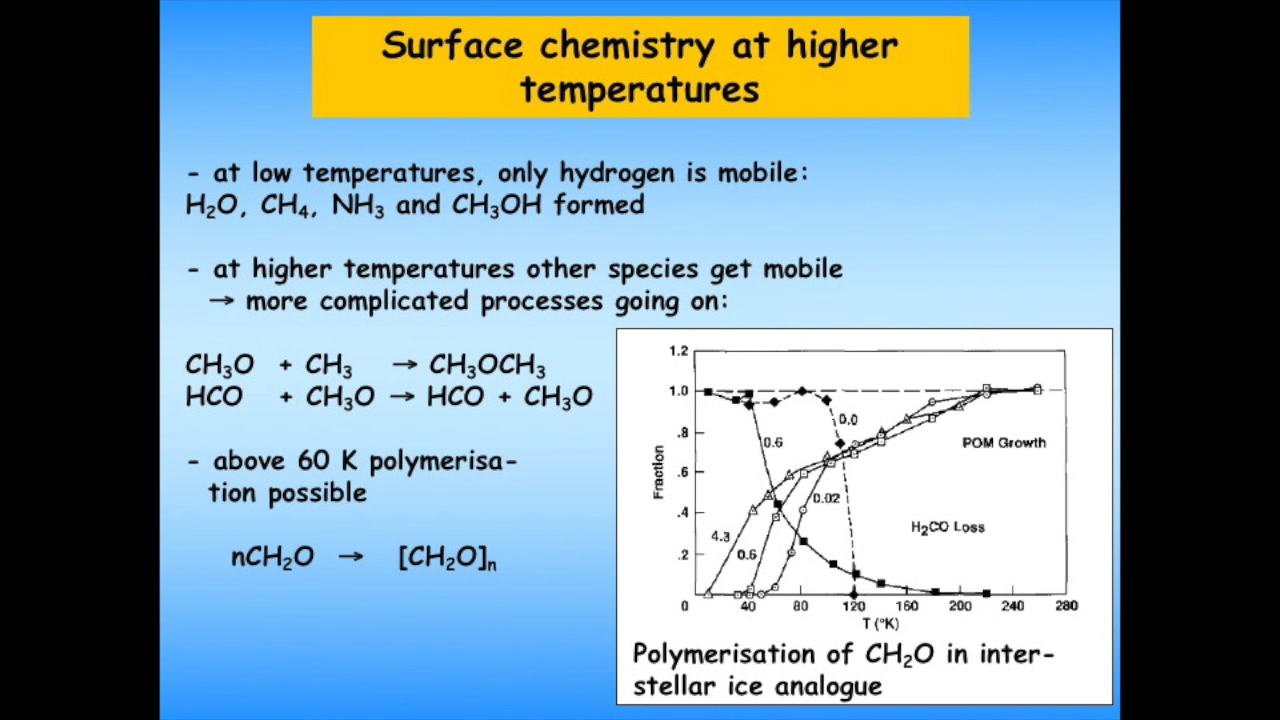 Surface chemistry at higher
temperatures
- at low temperatures, only hydrogen is mobile:
H₂O, CH₄, NH₃ and CH₃OH formed
- at higher temperatures other species get mobile
→ more complicated processes going on:
CH₃O + CH₃ → CH₃OCH₃
HCO + CH₃O → HCO + CH₃O
- above 60 K polymerisa-
tion possible
nCH₂O → [CH₂O]ₙ
1.2
1.0
.8
.6
.4
.2
0
Fraction
0.0
0.6
POM Growth
0.02
H₂CO Loss
4.3
0.6
40 80 120 160 200 240 280
T (°K)
Polymerisation of CH₂O in inter-
stellar ice analogue